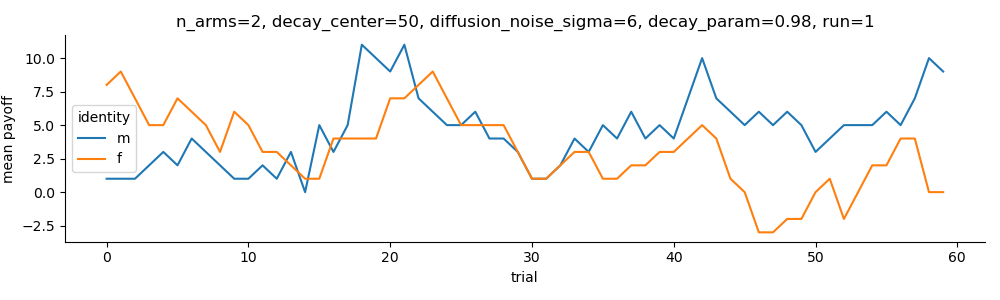 n_arms=2, decay_center=50, diffusion_noise_sigma=6, decay_param=0.98, run=1
mean payoff
10.0
7.5
5.0
2.5
0.0
−2.5
identity
m
f
0 10 20 30 40 50 60
trial